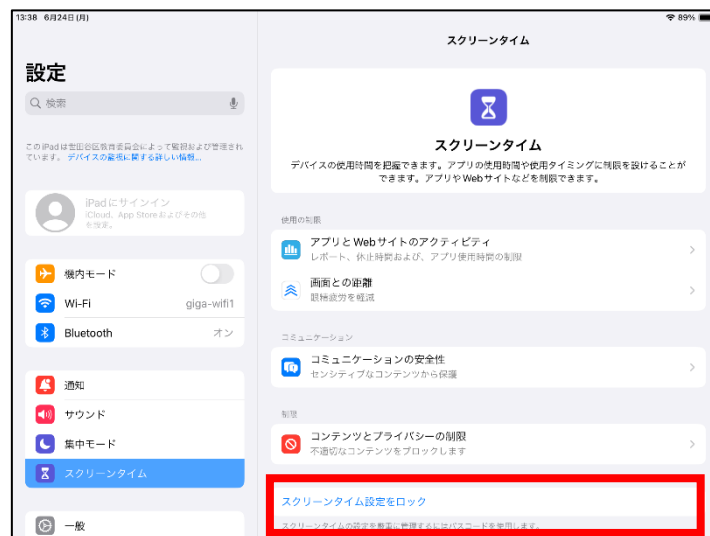 13:38 6月24日(月)
89%
設定
検索
このiPadは世田谷区教育委員会によって監視および管理され
ています。 デバイスの監視に関する詳しい情報...
iPadにサインイン
iCloud、App Storeおよびその他
を設定。
機内モード
Wi-Fi giga-wifi1
Bluetooth オン
通知
サウンド
集中モード
スクリーンタイム
一般
スクリーンタイム
スクリーンタイム
デバイスの使用時間を把握できます。アプリの使用時間や使用タイミングに制限を設けることが
できます。アプリやWebサイトなどを制限できます。
使用の制限
アプリとWebサイトのアクティビティ
レポート、休止時間および、アプリ使用時間の制限
画面との距離
眼精疲労を軽減
コミュニケーション
コミュニケーションの安全性
センシティブなコンテンツから保護
制限
コンテンツとプライバシーの制限
不適切なコンテンツをブロックします
スクリーンタイム設定をロック
スクリーンタイムの設定を厳重に管理するにはパスコードを使用します。